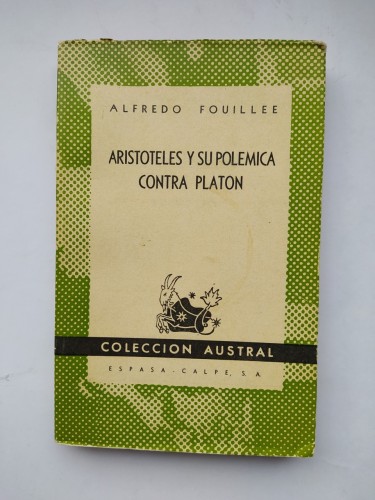 ALFREDO FOUILLEE
ARISTOTELES Y SU POLEMICA
CONTRA PLATON
COLECCION AUSTRAL
ESPASA-CALPE, S.A.